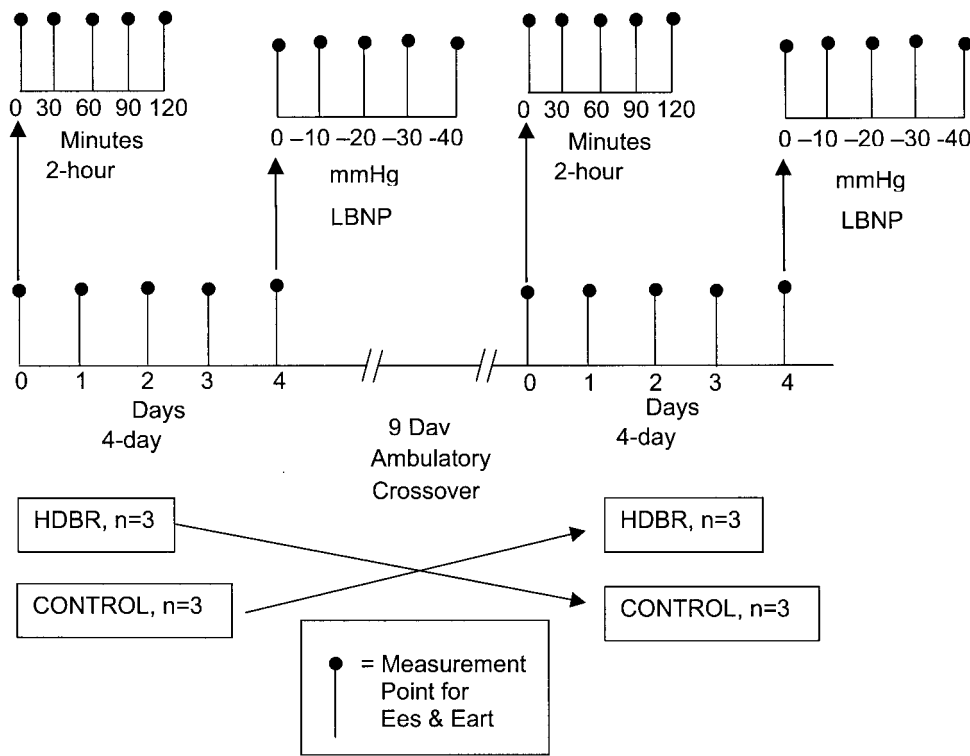 0 30 60 90 120
Minutes
2-hour
0 –10 –20 –30 -40
mmHg
LBNP
0 30 60 90 120
Minutes
2-hour
0 –10 –20 –30 -40
mmHg
LBNP
0 1 2 3 4
Days
4-day
9 Dav
Ambulatory
Crossover
0 1 2 3 4
Days
4-day
HDBR, n=3
HDBR, n=3
CONTROL, n=3
CONTROL, n=3
= Measurement
Point for
Ees & Eart